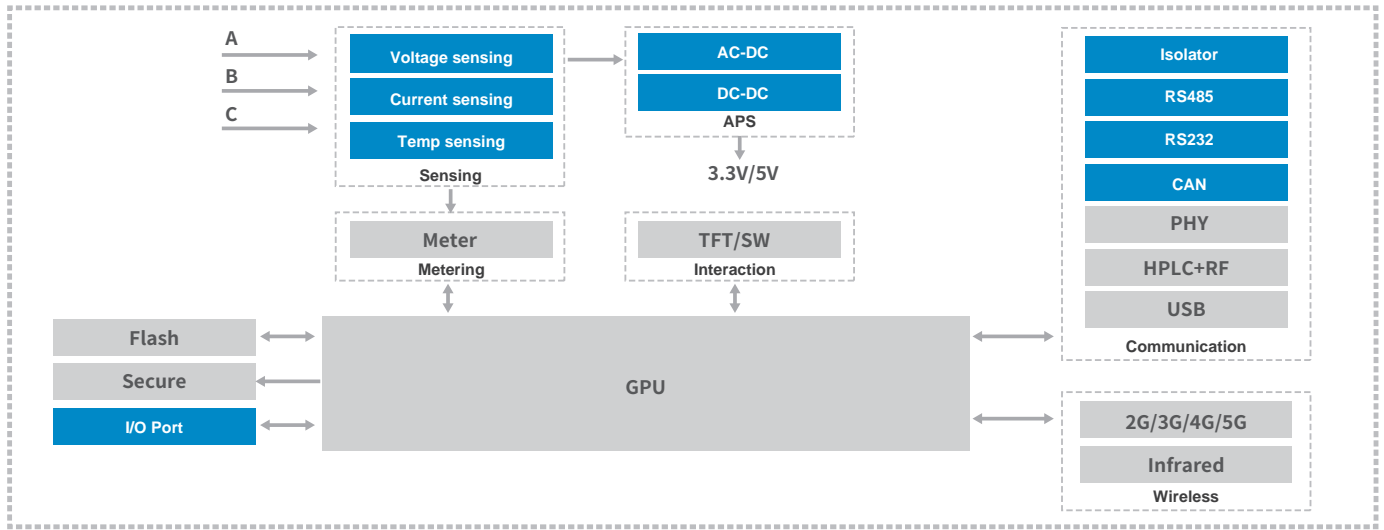 A
B
C
Voltage sensing
Current sensing
Temp sensing
Sensing
AC-DC
DC-DC
APS
3.3V/5V
Isolator
RS485
RS232
CAN
PHY
HPLC+RF
USB
Communication
Meter
Metering
TFT/SW
Interaction
Flash
Secure
I/O Port
GPU
2G/3G/4G/5G
Infrared
Wireless